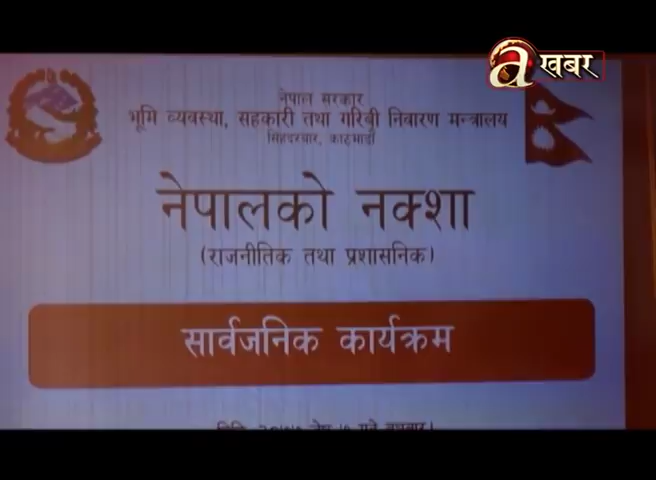 a खबर
नेपाल सरकार
भूमि व्यवस्था, सहकारी तथा गरिबी निवारण मन्त्रालय
सिंहदरबार, काठमाडौं
नेपालको नक्शा
(राजनीतिक तथा प्रशासनिक)
सार्वजनिक कार्यक्रम